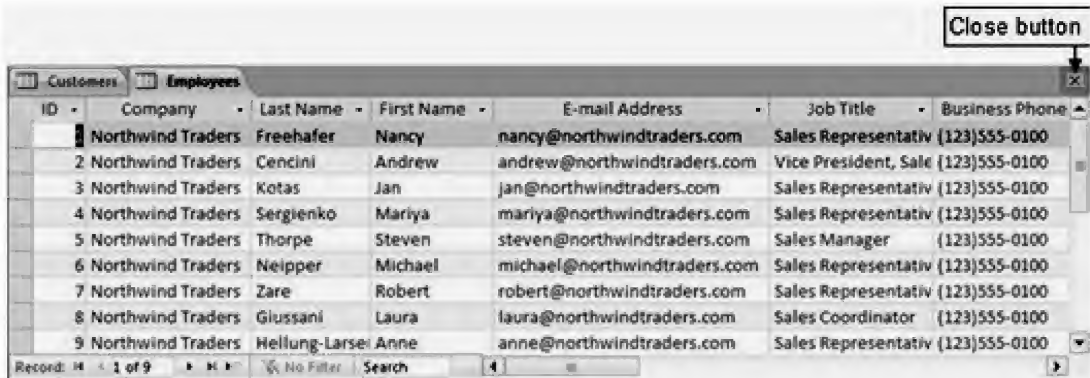 Close button
Customers Employees
ID Company Last Name First Name E-mail Address Job Title Business Phone
1 Northwind Traders Freehafer Nancy nancy@northwindtraders.com Sales Representativ (123)555-0100
2 Northwind Traders Cencini Andrew andrew@northwindtraders.com Vice President, Sale (123)555-0100
3 Northwind Traders Kotas Jan jan@northwindtraders.com Sales Representativ (123)555-0100
4 Northwind Traders Sergienko Mariya mariya@northwindtraders.com Sales Representativ (123)555-0100
5 Northwind Traders Thorpe Steven steven@northwindtraders.com Sales Manager (123)555-0100
6 Northwind Traders Neipper Michael michael@northwindtraders.com Sales Representativ (123)555-0100
7 Northwind Traders Zare Robert robert@northwindtraders.com Sales Representativ (123)555-0100
8 Northwind Traders Giussani Laura laura@northwindtraders.com Sales Coordinator (123)555-0100
9 Northwind Traders Hellung-Larse Anne anne@northwindtraders.com Sales Representativ (123)555-0100
Record: 1 of 9 No Filter Search